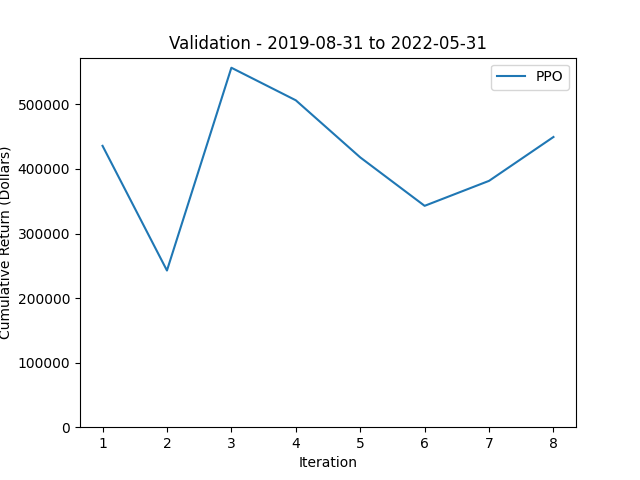 Validation - 2019-08-31 to 2022-05-31
PPO
Cumulative Return (Dollars)
500000
400000
300000
200000
100000
0
1 2 3 4 5 6 7 8
Iteration